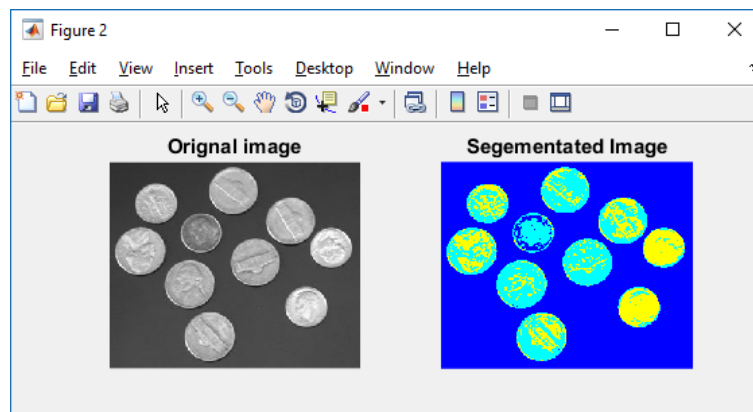 Figure 2
File Edit View Insert Tools Desktop Window Help
Orignal image
Segementated Image